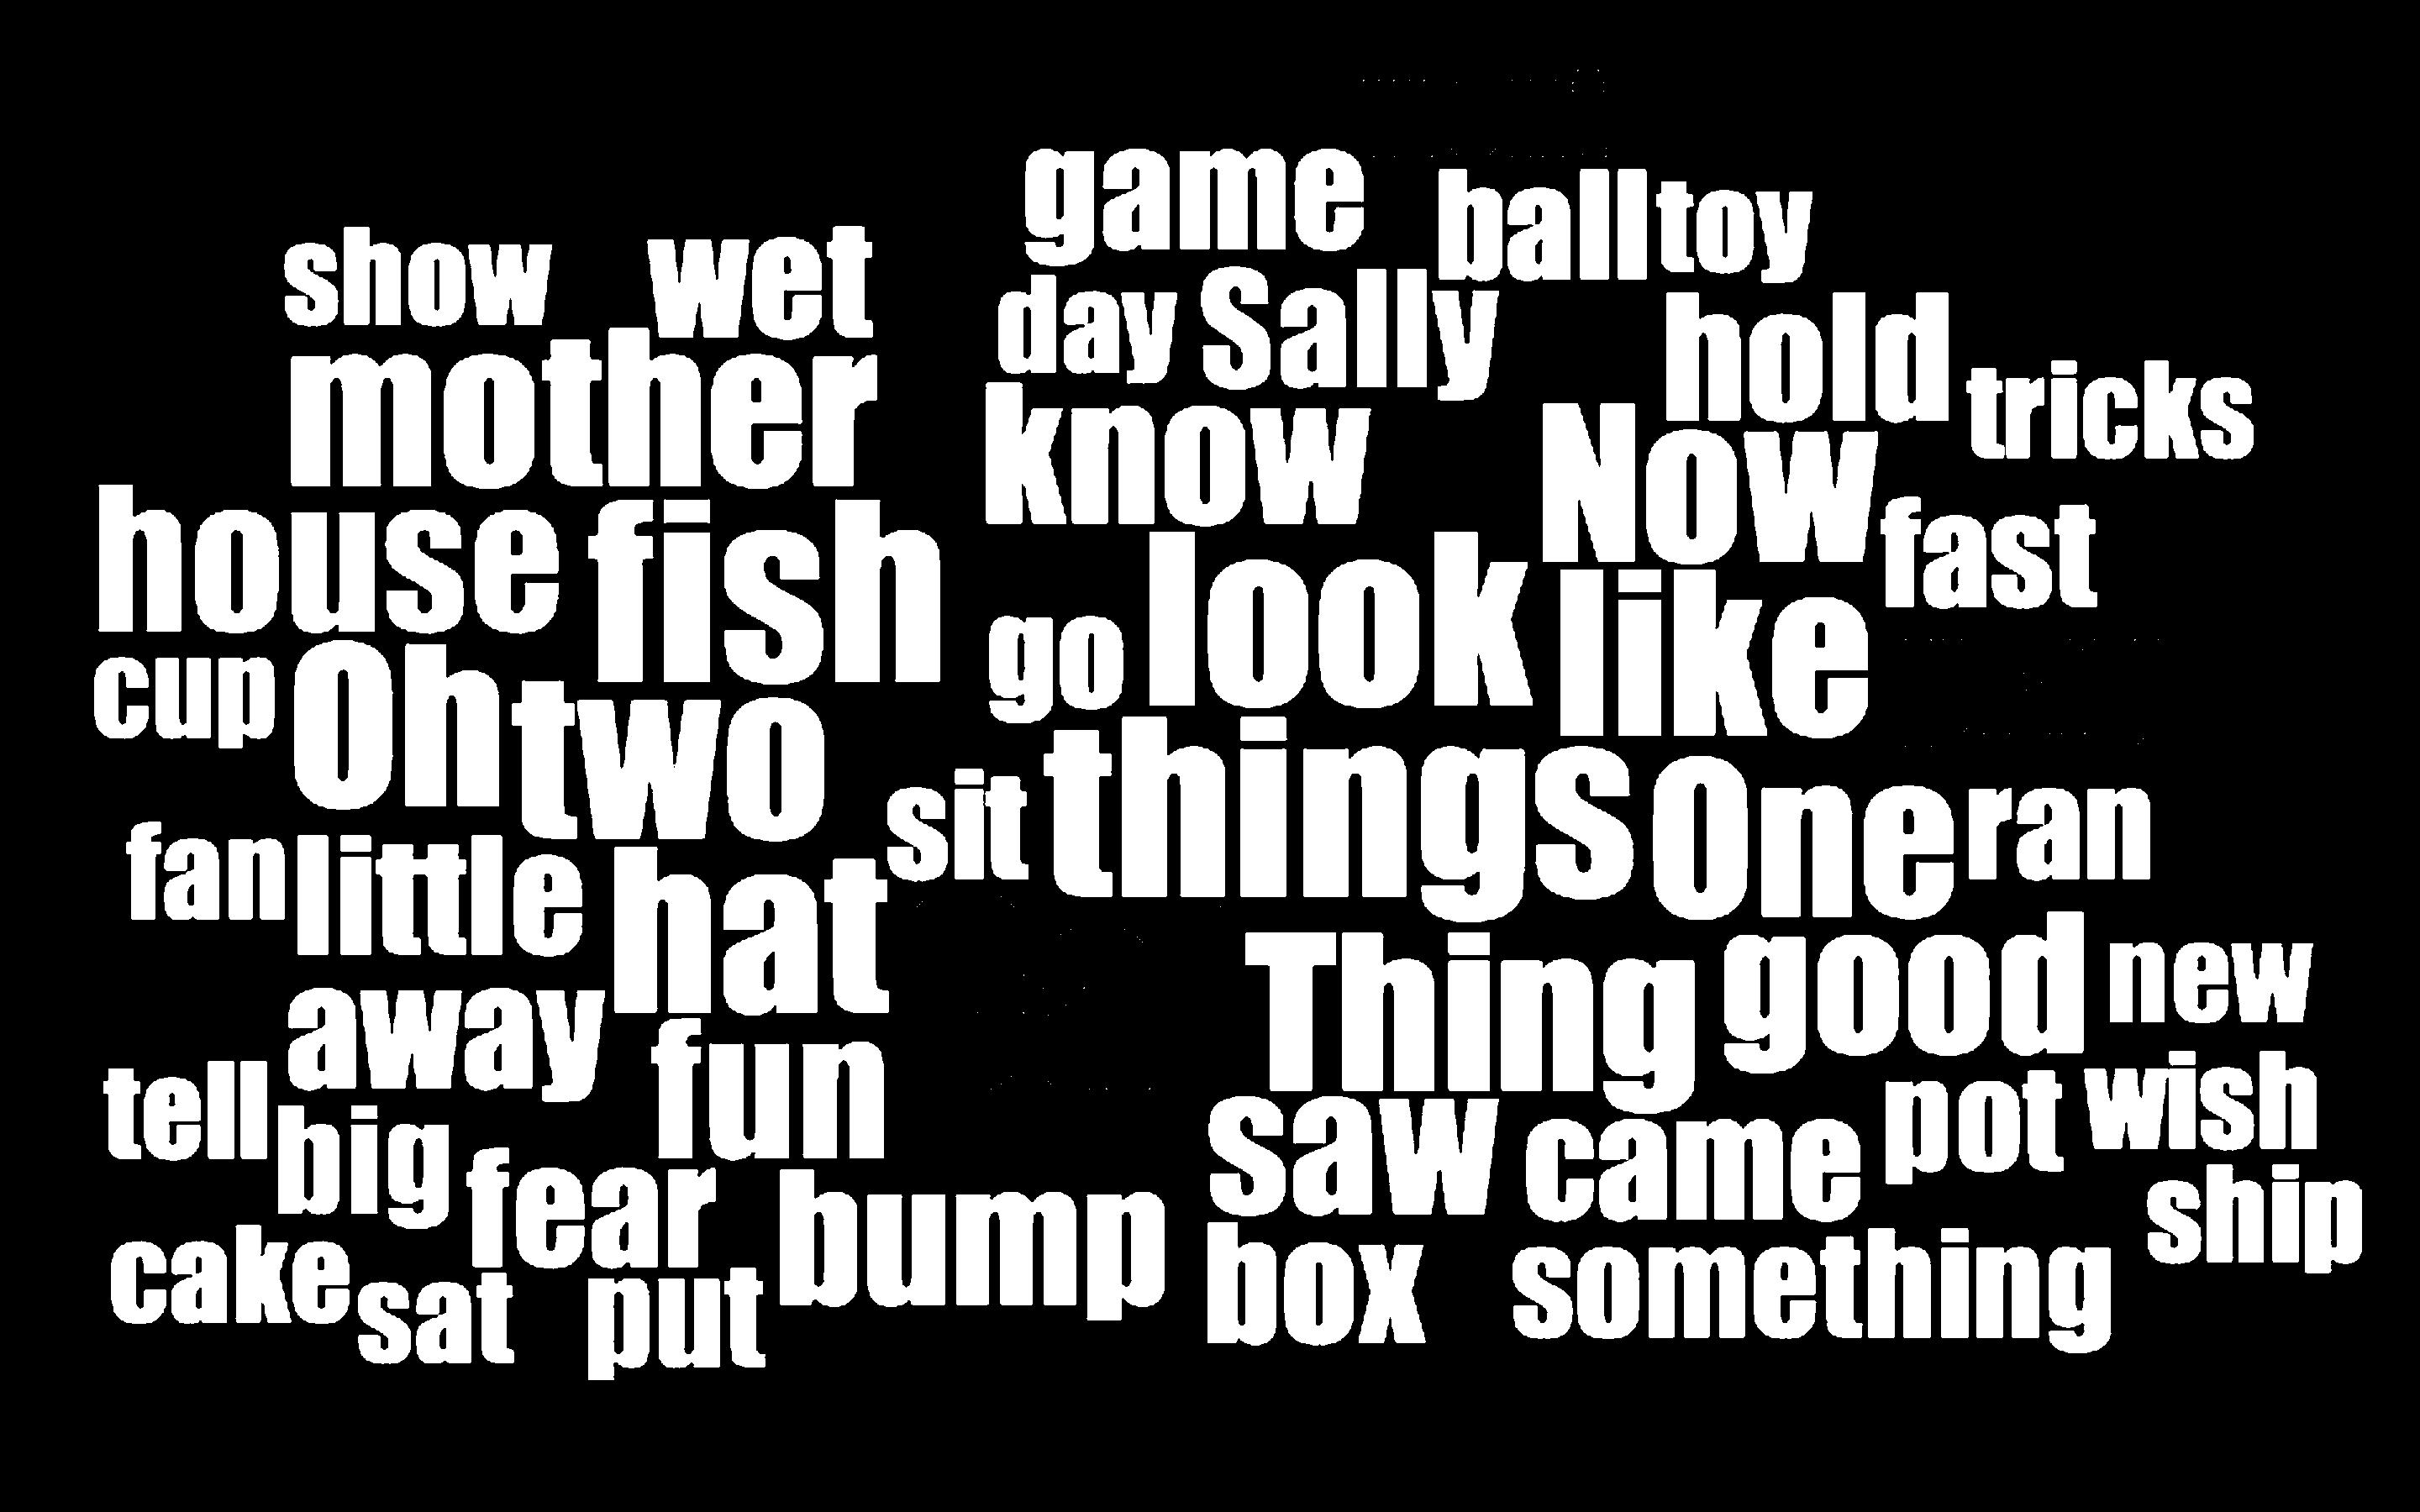 game
ball toy
show wet
day Sally
hold
mother
tricks
know
Now
house fish
fast
look
like
go
cup Oh two
things
sit
one ran
fan little hat
Thing good new
away fun
tell
saw came pot wish
big fear bump
ship
cake sat put
box something